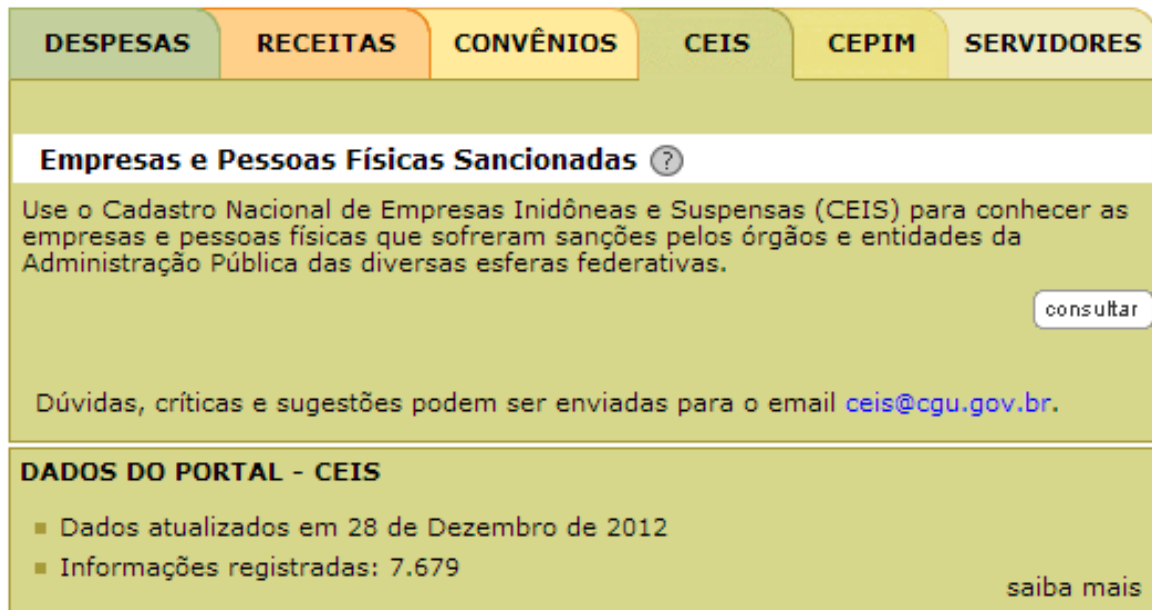 DESPESAS RECEITAS CONVÊNIOS CEIS CEPIM SERVIDORES
Empresas e Pessoas Físicas Sancionadas ?
Use o Cadastro Nacional de Empresas Inidôneas e Suspensas (CEIS) para conhecer as
empresas e pessoas físicas que sofreram sanções pelos órgãos e entidades da
Administração Pública das diversas esferas federativas.
consultar
Dúvidas, críticas e sugestões podem ser enviadas para o email ceis@cgu.gov.br.
DADOS DO PORTAL - CEIS
Dados atualizados em 28 de Dezembro de 2012
Informações registradas: 7.679
saiba mais